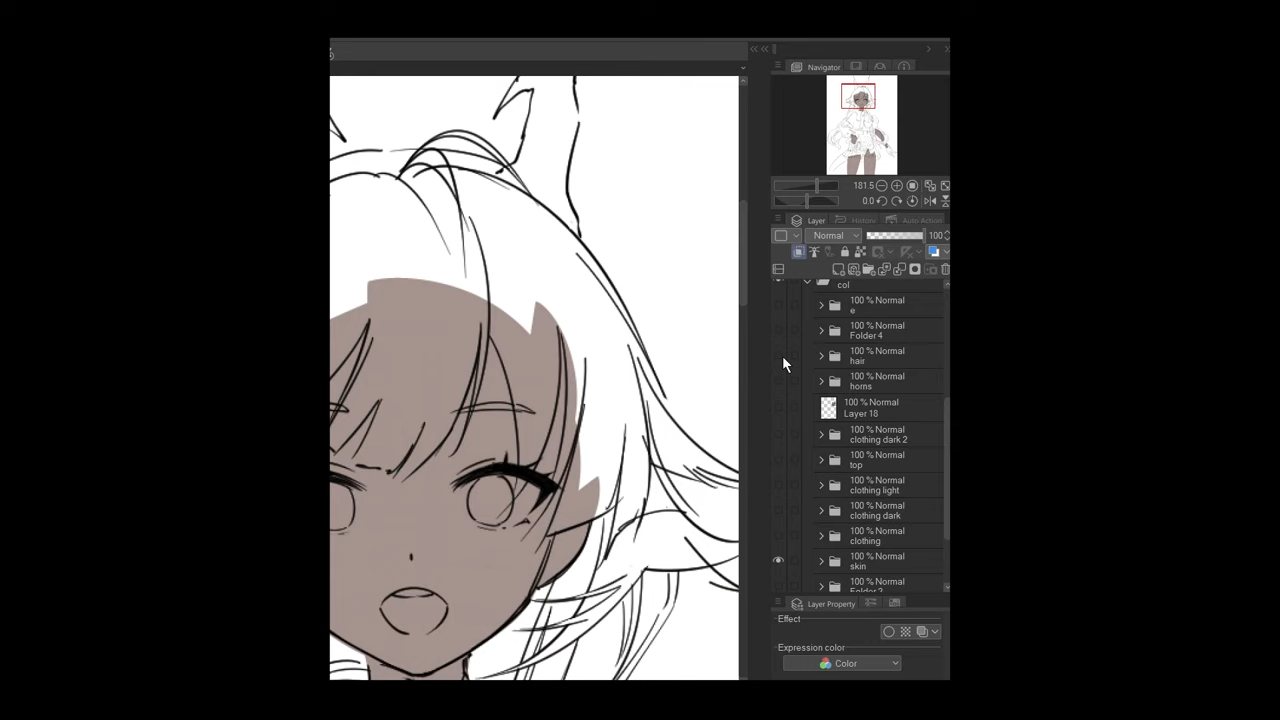 Navigator
181.5
0.0
Layer
History
Auto Action
Normal
100
col
100 % Normal
e
100 % Normal
Folder 4
100 % Normal
hair
100 % Normal
horns
100 % Normal
Layer 18
100 % Normal
clothing dark 2
100 % Normal
top
100 % Normal
clothing light
100 % Normal
clothing dark
100 % Normal
clothing
100 % Normal
skin
100 % Normal
Layer Property
Effect
Expression color
Color